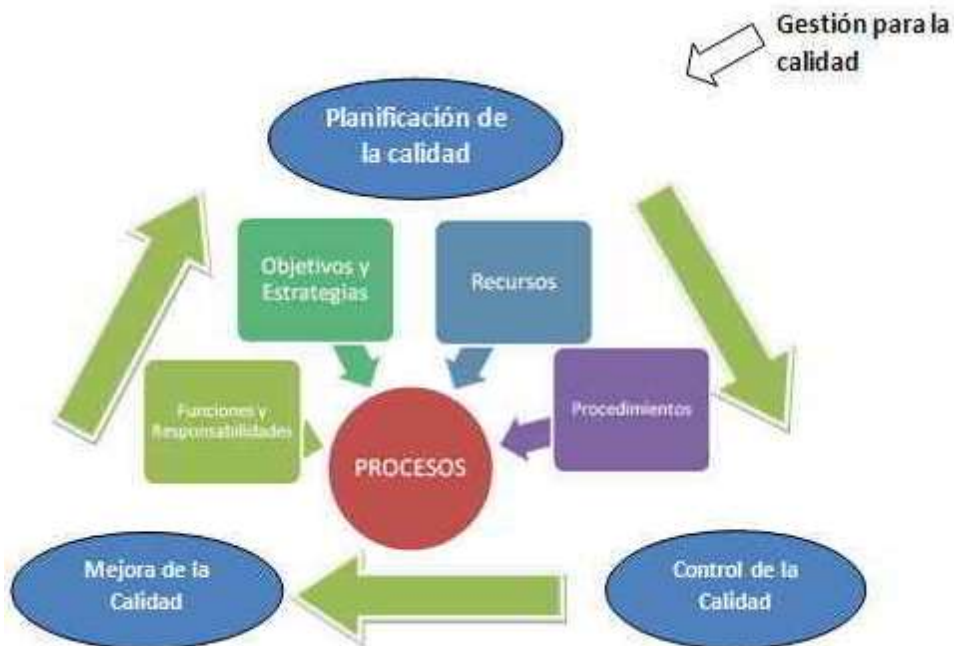 Gestión para la
calidad
Planificación de
la calidad
Objetivos y
Estrategias
Recursos
Funciones y
Responsabilidades
Procedimientos
PROCESOS
Mejora de la
Calidad
Control de la
Calidad